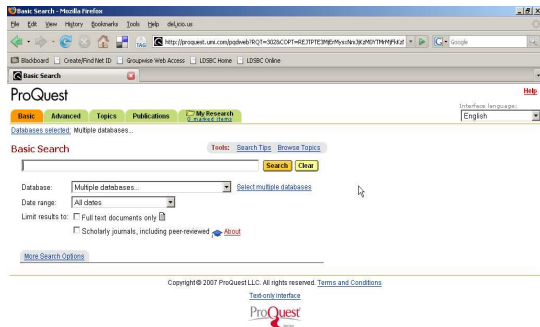 Basic Search - Mozilla Firefox
File Edit View History Bookmarks Tools Help del.icio.us
TAG
Google
Blackboard Create/Find Net ID Groupwise Web Access LDSBC Home LDSBC Online
Basic Search
ProQuest
Help
Interface language:
English
Basic Advanced Topics Publications My Research
0 marked items
Databases selected: Multiple databases...
Basic Search
Tools: Search Tips Browse Topics
Search Clear
Database: Multiple databases... Select multiple databases
Date range: All dates
Limit results to: Full text documents only
Scholarly journals, including peer-reviewed About
More Search Options
Copyright © 2007 ProQuest LLC. All rights reserved. Terms and Conditions
Text-only interface
ProQuest